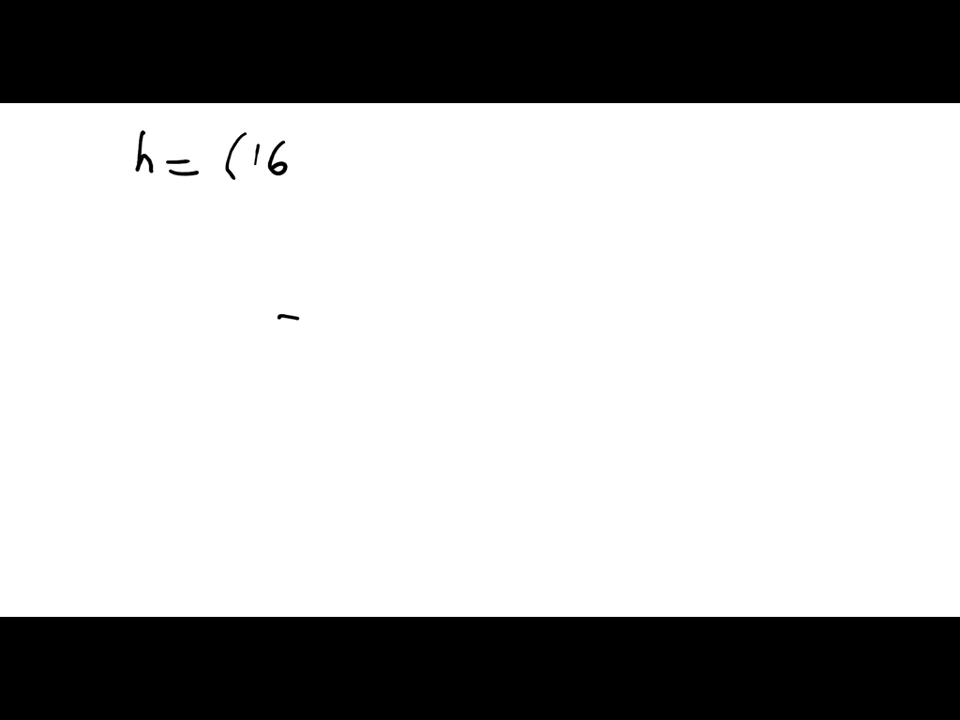 h = (16
-